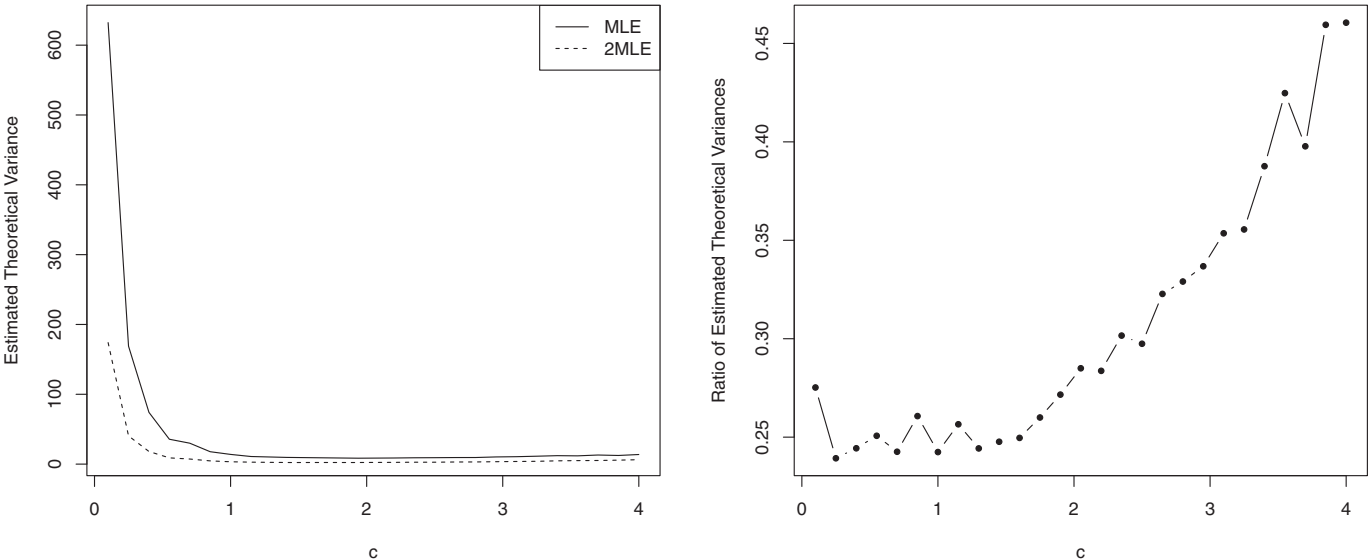 Estimated Theoretical Variance
600
500
400
300
200
100
0
MLE
2MLE
0 1 2 3 4
c
Ratio of Estimated Theoretical Variances
0.45
0.40
0.35
0.30
0.25
0 1 2 3 4
c